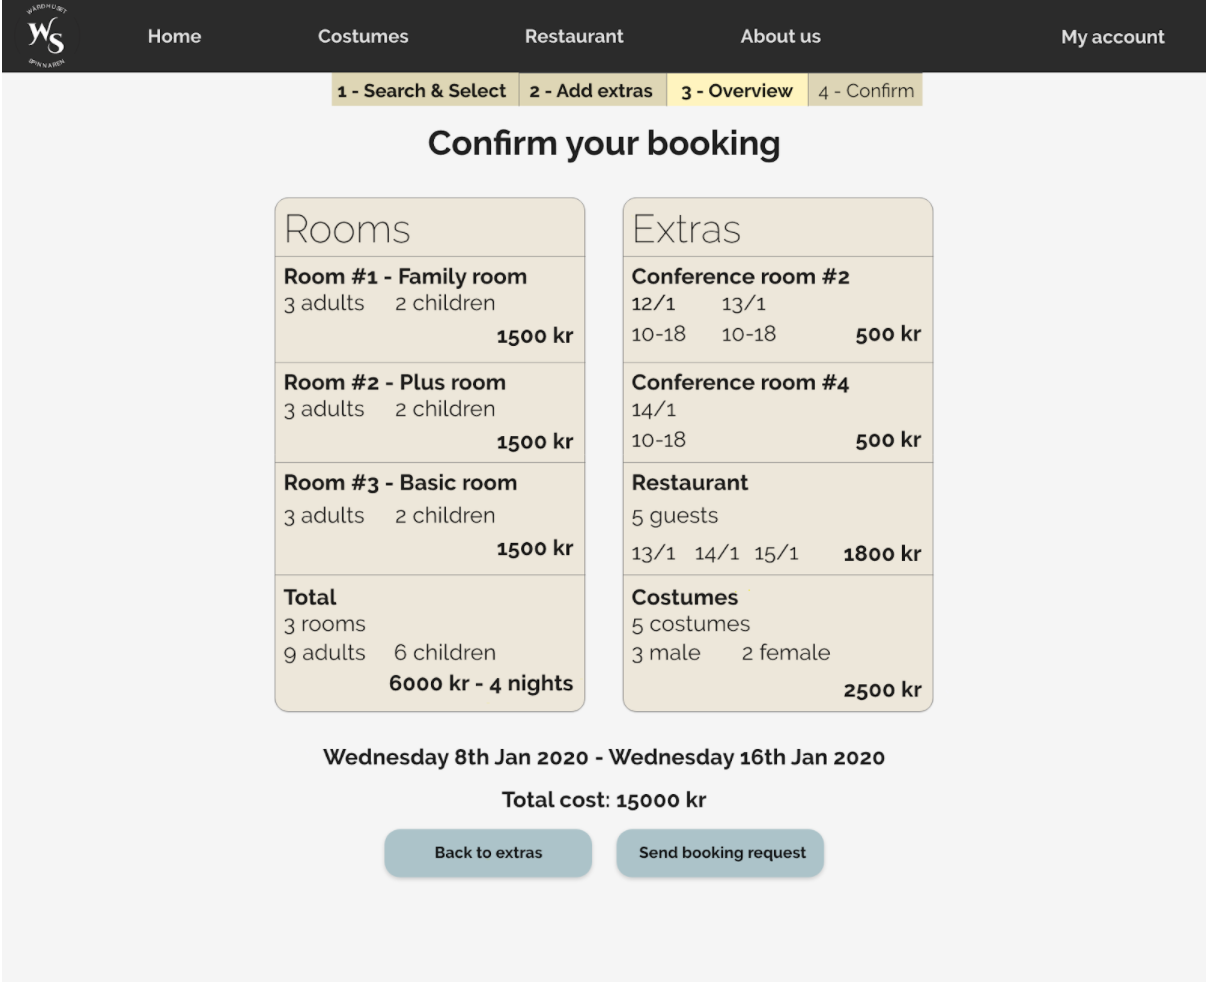 WÄRDHUSET
WS
SPINNAREN
Home Costumes Restaurant About us My account
1 - Search & Select 2 - Add extras 3 - Overview 4 - Confirm
Confirm your booking
Rooms
Room #1 - Family room
3 adults 2 children
1500 kr
Room #2 - Plus room
3 adults 2 children
1500 kr
Room #3 - Basic room
3 adults 2 children
1500 kr
Total
3 rooms
9 adults 6 children
6000 kr - 4 nights
Extras
Conference room #2
12/1 13/1
10-18 10-18 500 kr
Conference room #4
14/1
10-18 500 kr
Restaurant
5 guests
13/1 14/1 15/1 1800 kr
Costumes
5 costumes
3 male 2 female
2500 kr
Wednesday 8th Jan 2020 - Wednesday 16th Jan 2020
Total cost: 15000 kr
Back to extras Send booking request